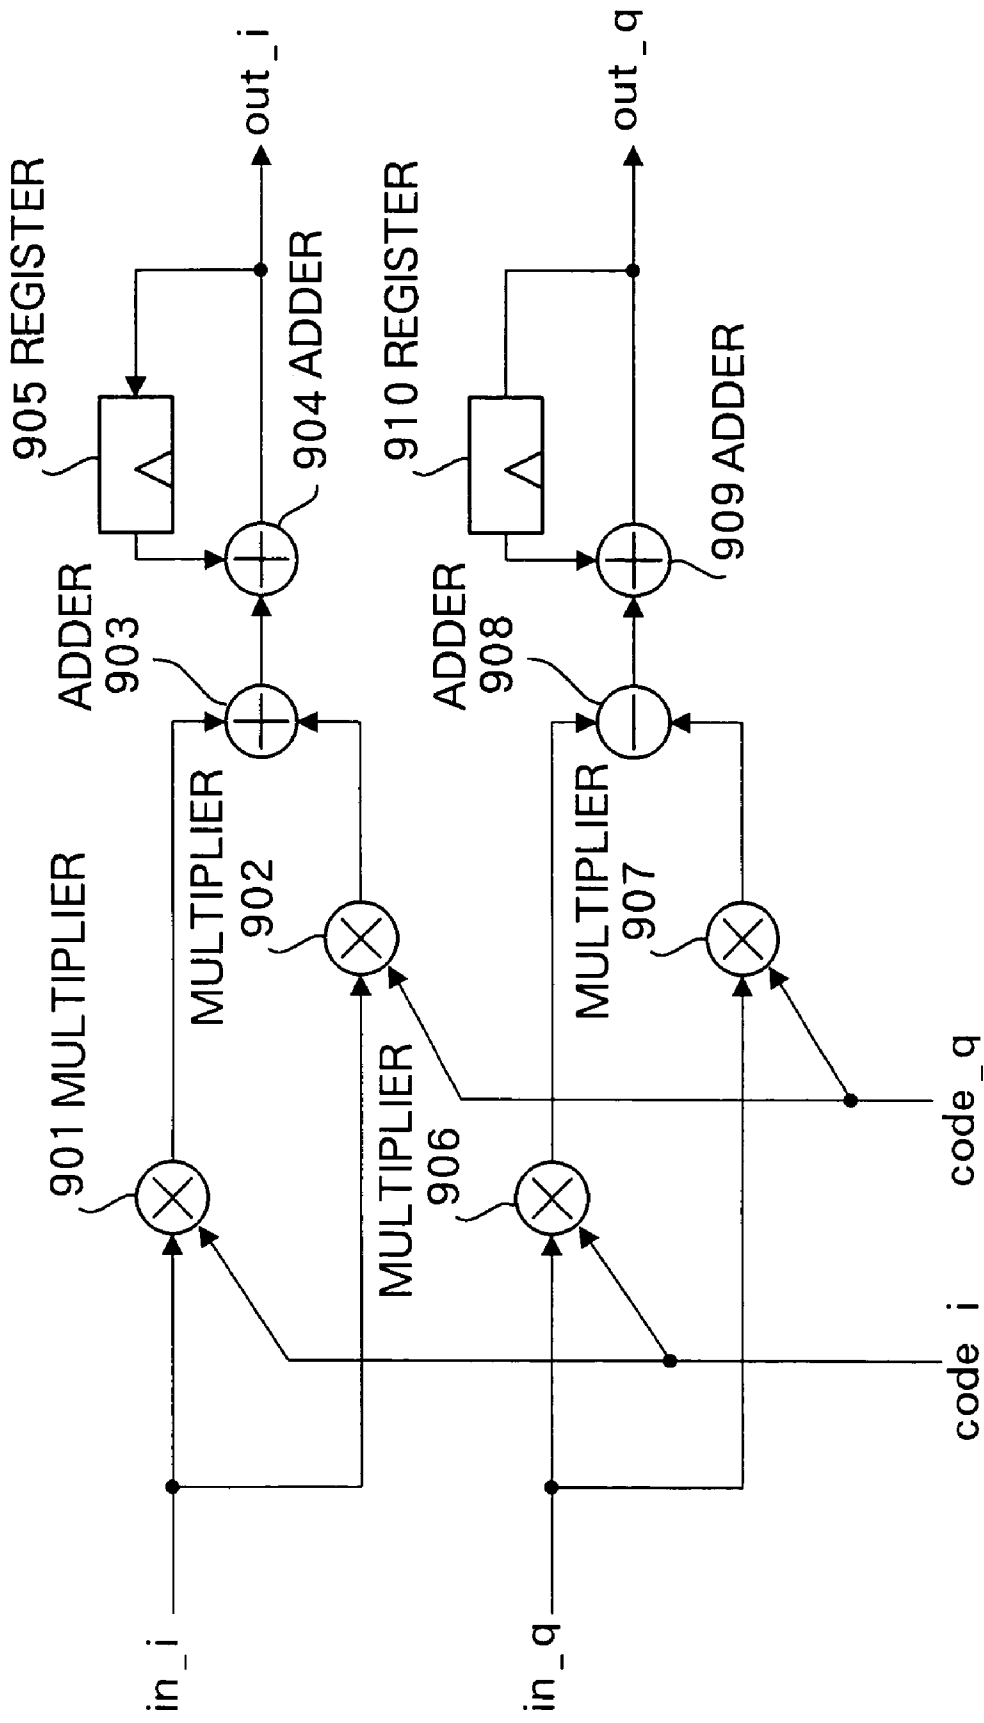 905 REGISTER
out_i
904 ADDER
ADDER
903
901 MULTIPLIER
MULTIPLIER
902
in_i
910 REGISTER
out_q
909 ADDER
ADDER
908
MULTIPLIER
906
MULTIPLIER
907
in_q
code_q
code i